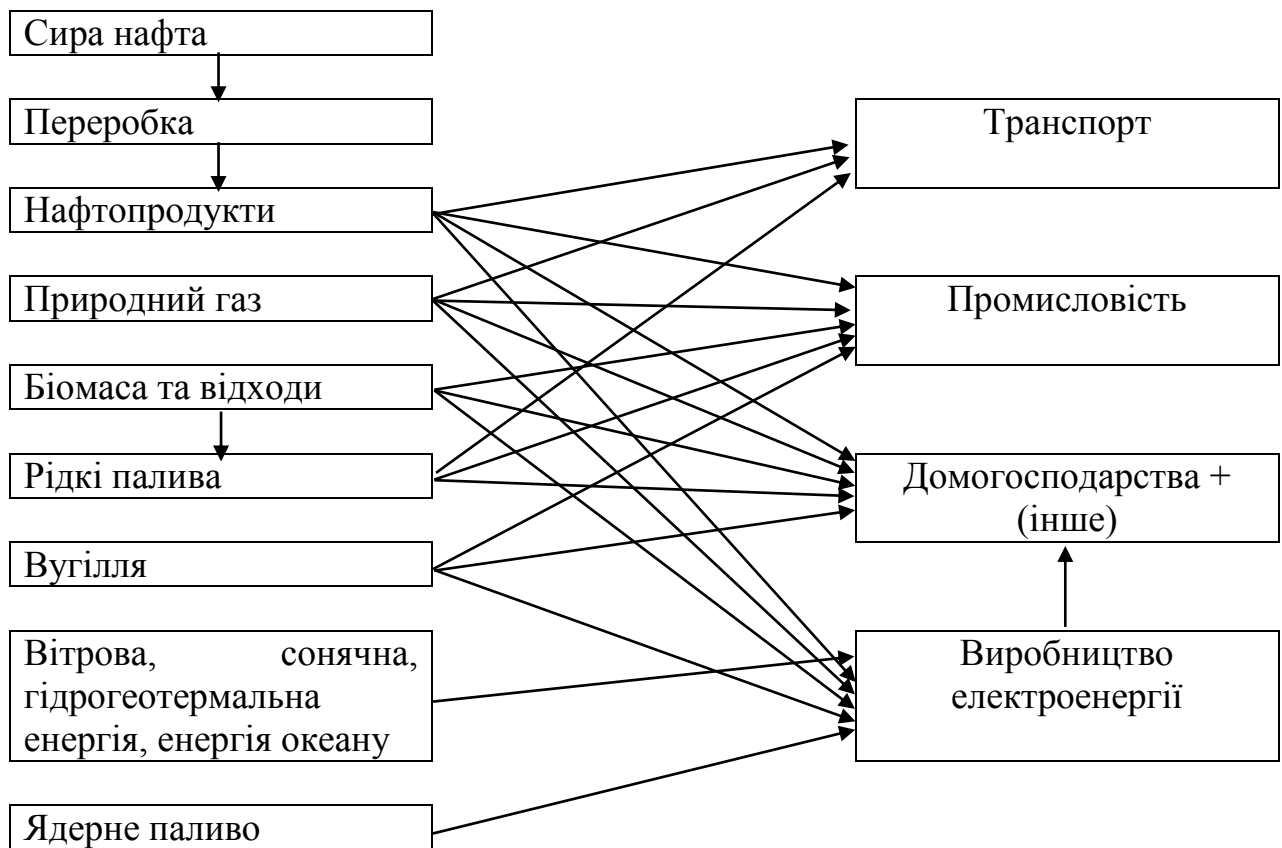 Сира нафта
Переробка
Нафтопродукти
Природний газ
Біомаса та відходи
Рідкі палива
Вугілля
Вітрова, сонячна,
гідрогеотермальна
енергія, енергія океану
Ядерне паливо
Транспорт
Промисловість
Домогосподарства +
(інше)
Виробництво
електроенергії